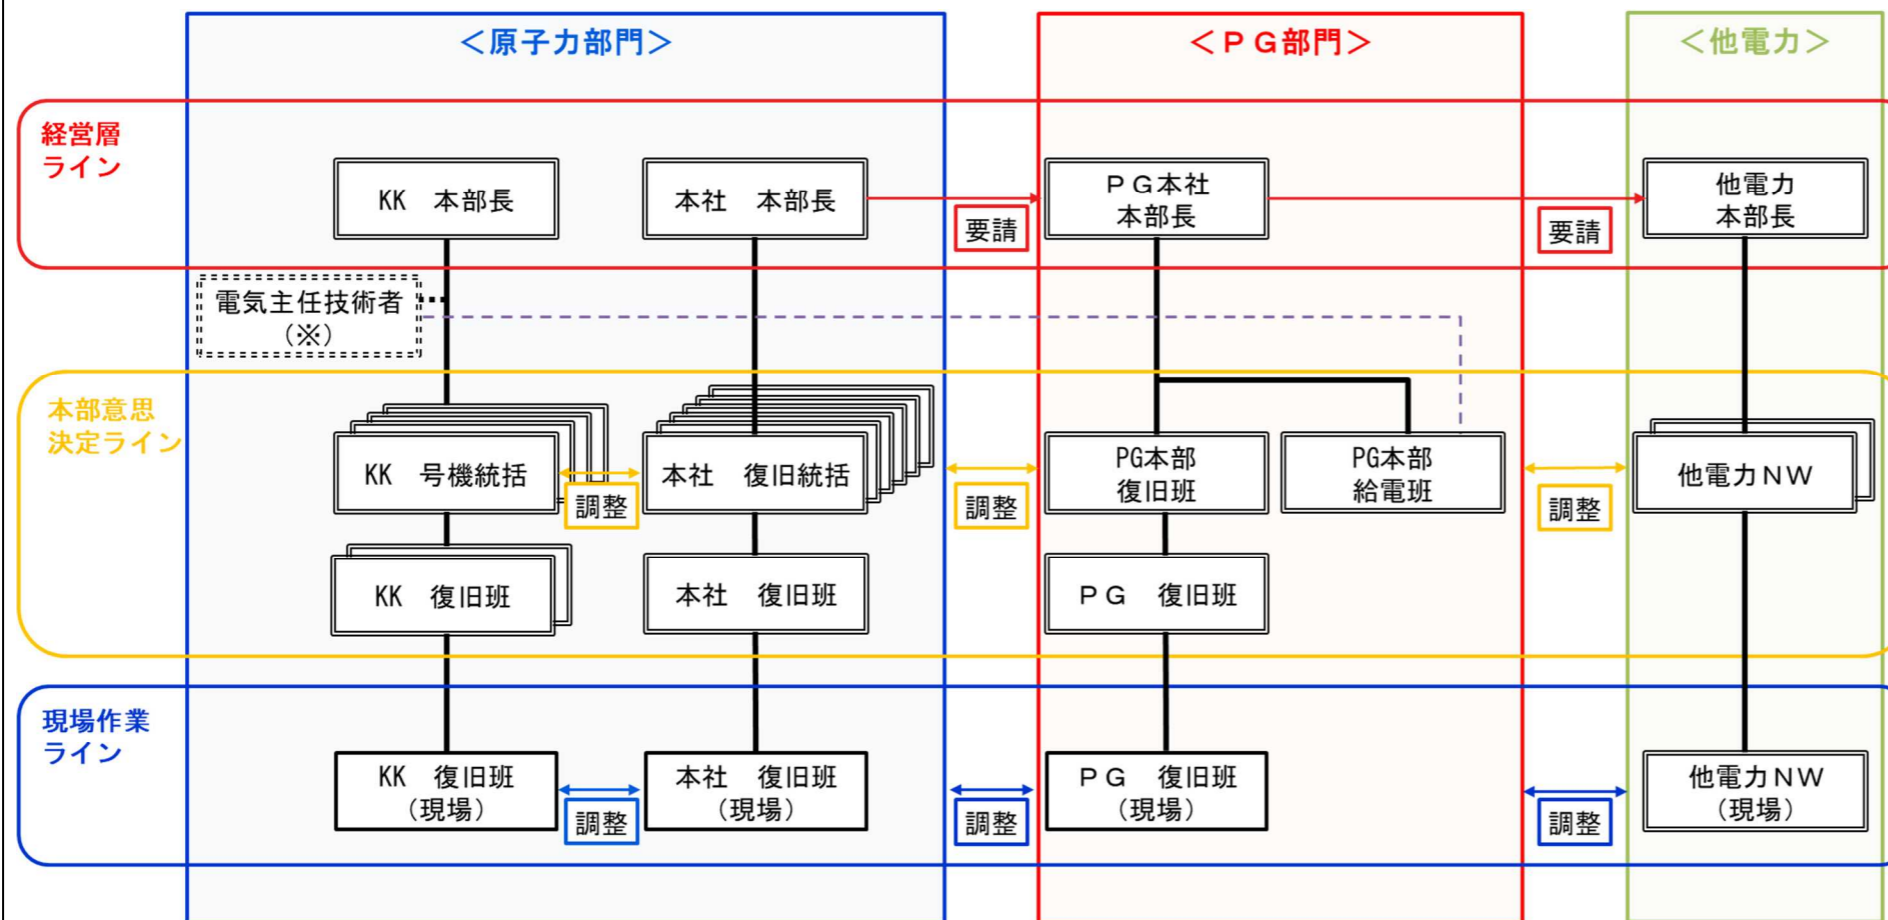 ＜原子力部門＞
＜ＰＧ部門＞
＜他電力＞
経営層
ライン
KK　本部長
本社　本部長
要請
ＰＧ本社
本部長
要請
他電力
本部長
電気主任技術者
（※）
本部意思
決定ライン
KK　号機統括
調整
本社　復旧統括
調整
PG本部
復旧班
PG本部
給電班
調整
他電力ＮＷ
KK　復旧班
本社　復旧班
ＰＧ　復旧班
現場作業
ライン
KK　復旧班
（現場）
調整
本社　復旧班
（現場）
調整
ＰＧ　復旧班
（現場）
調整
他電力ＮＷ
（現場）